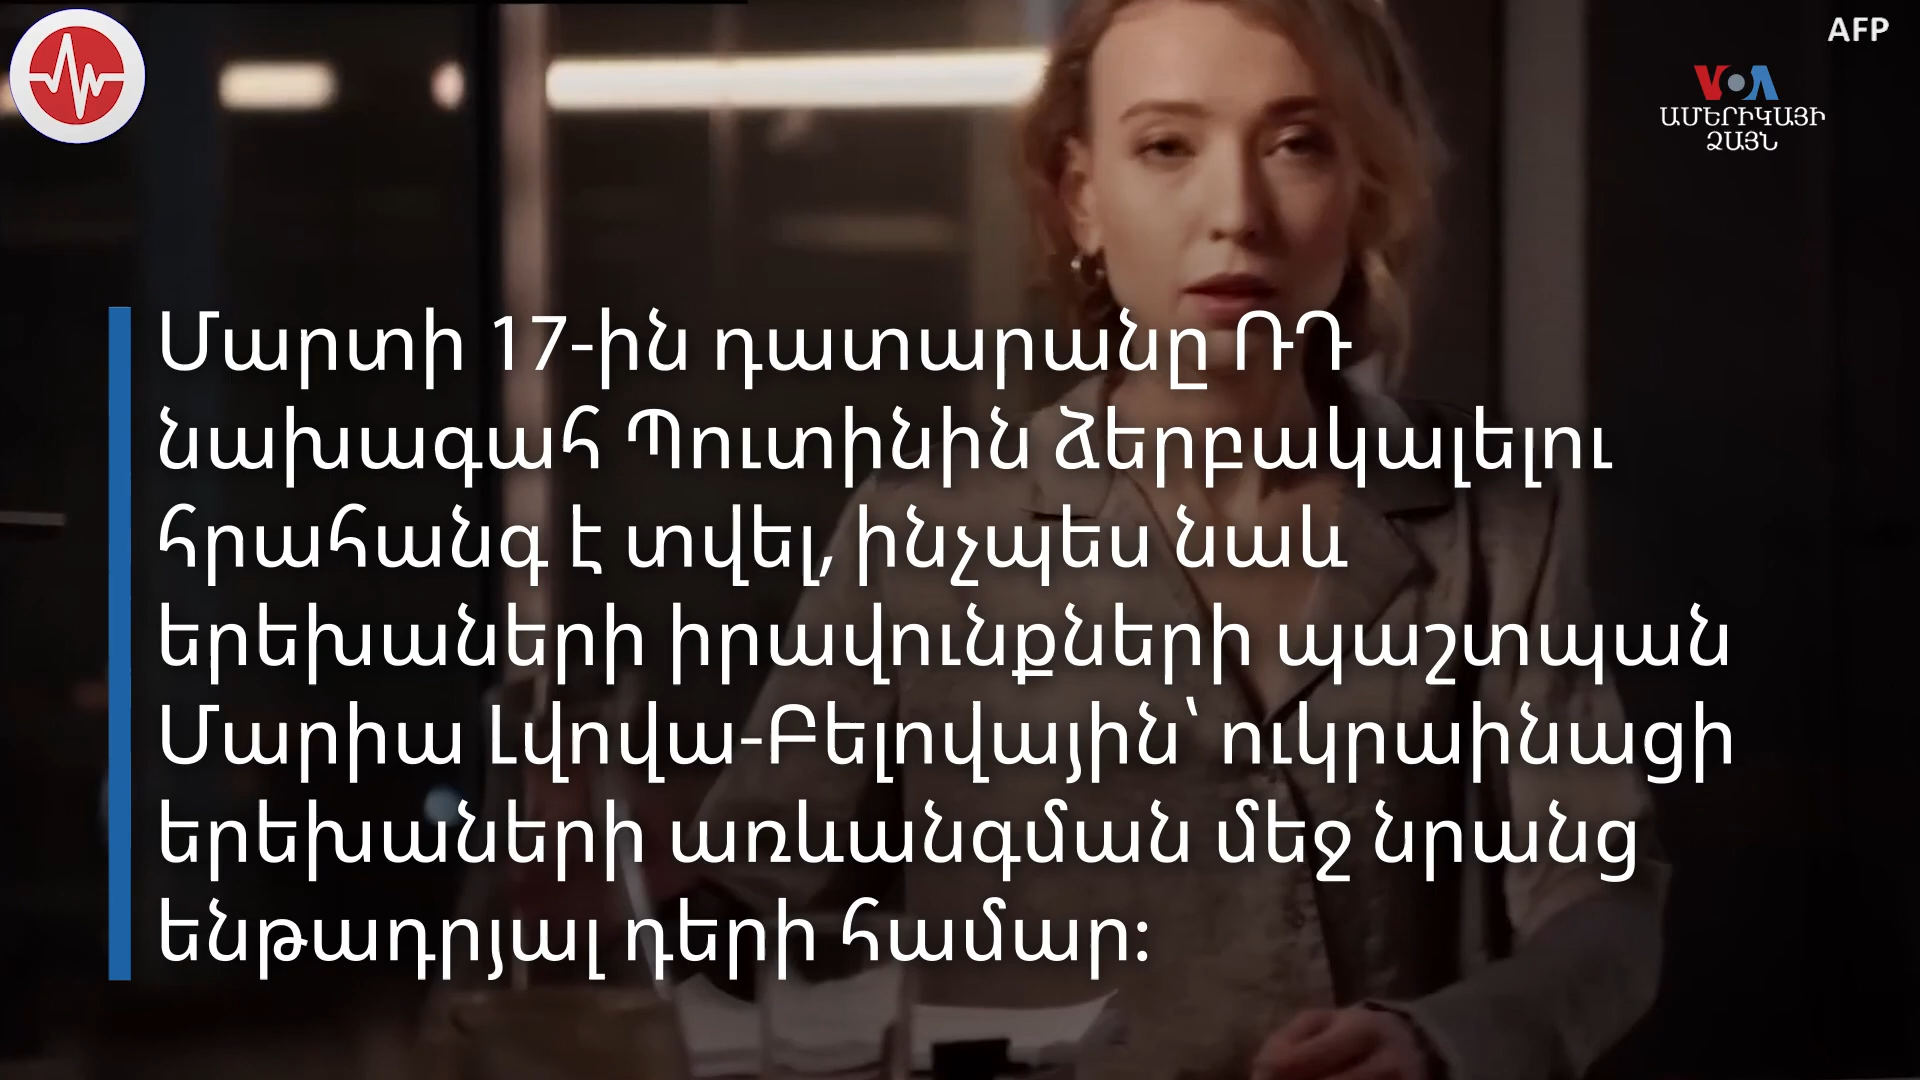 AFP
VOA
ԱՄԵՐԻԿԱՅԻ
ՁԱՅՆ
Մարտի 17-ին դատարանը ՌԴ
նախագահ Պուտինին ձերբակալելու
հրահանգ է տվել, ինչպես նաև
երեխաների իրավունքների պաշտպան
Մարիա Լվովա-Բելովային՝ ուկրաինացի
երեխաների առևանգման մեջ նրանց
ենթադրյալ դերի համար: